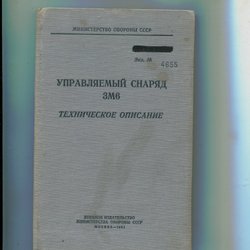 МИНИСТЕРСТВО ОБОРОНЫ СССР
Экз. №
4655
УПРАВЛЯЕМЫЙ СНАРЯД
3М6
ТЕХНИЧЕСКОЕ ОПИСАНИЕ
ВОЕННОЕ ИЗДАТЕЛЬСТВО
МИНИСТЕРСТВА ОБОРОНЫ СССР
МОСКВА